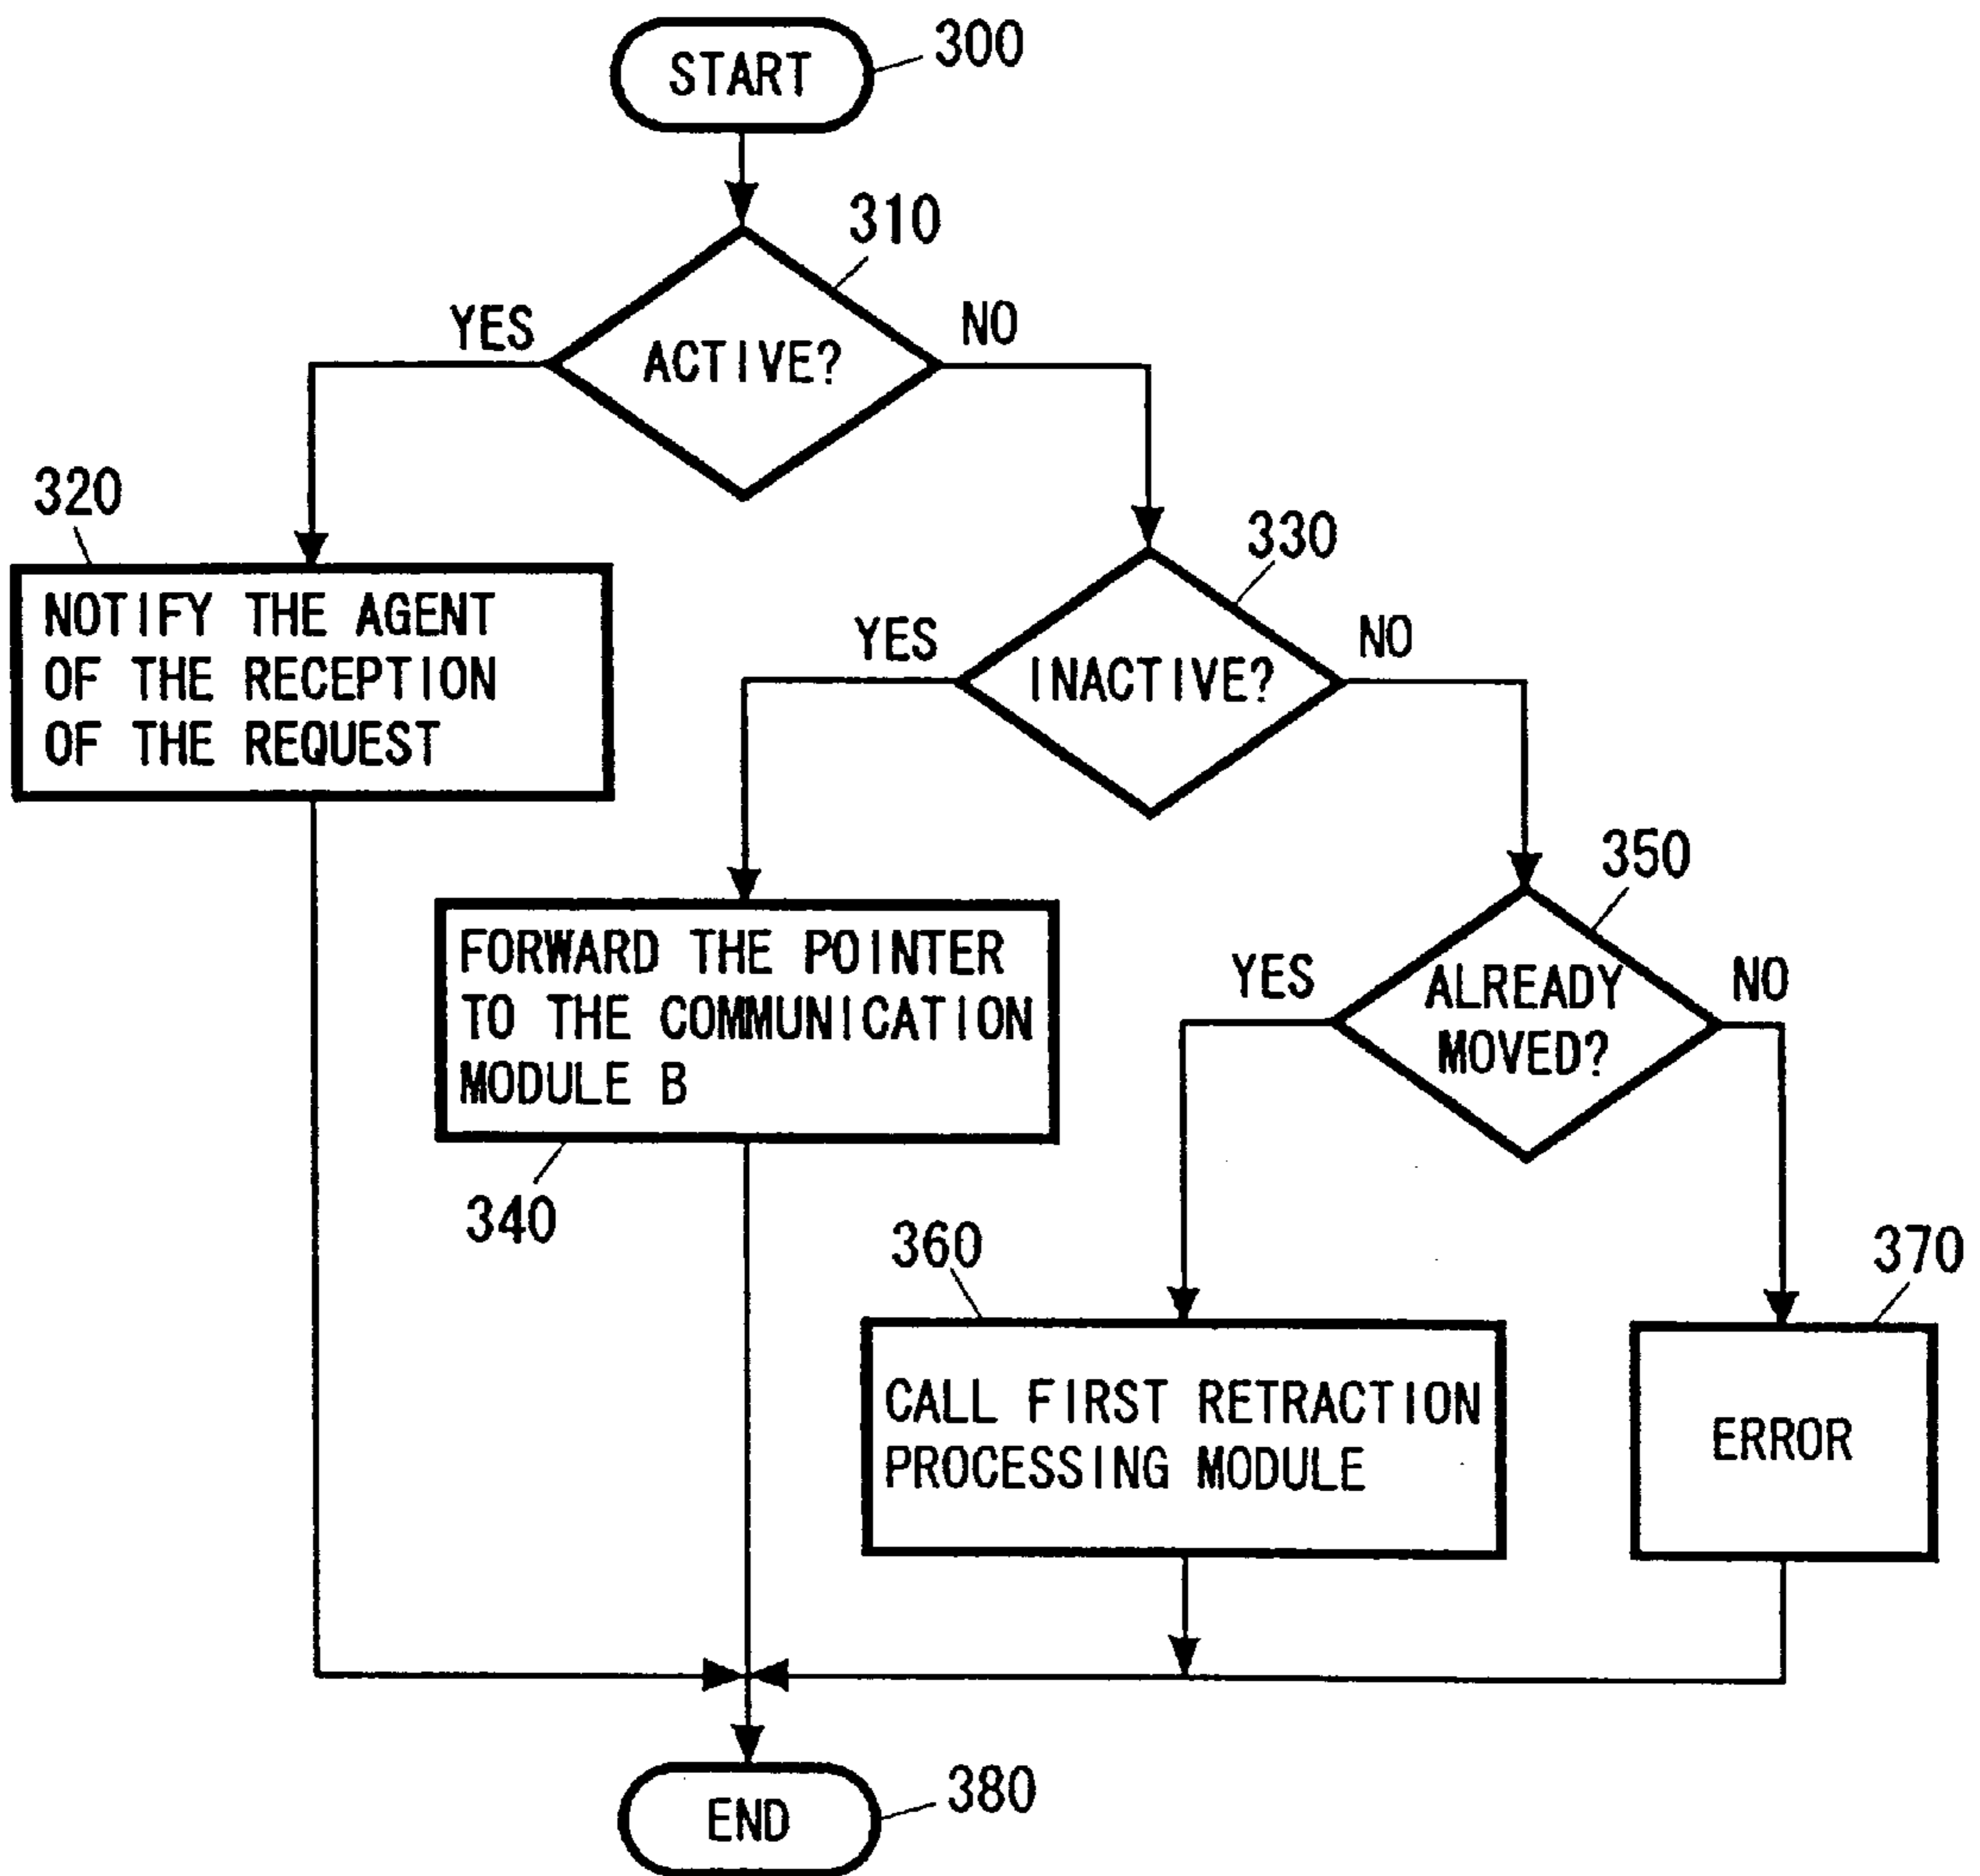 START
300
310
YES
NO
ACTIVE?
320
330
NOTIFY THE AGENT
OF THE RECEPTION
OF THE REQUEST
YES
NO
INACTIVE?
350
FORWARD THE POINTER
TO THE COMMUNICATION
MODULE B
YES
NO
ALREADY
MOVED?
340
360
370
CALL FIRST RETRACTION
PROCESSING MODULE
ERROR
END
380